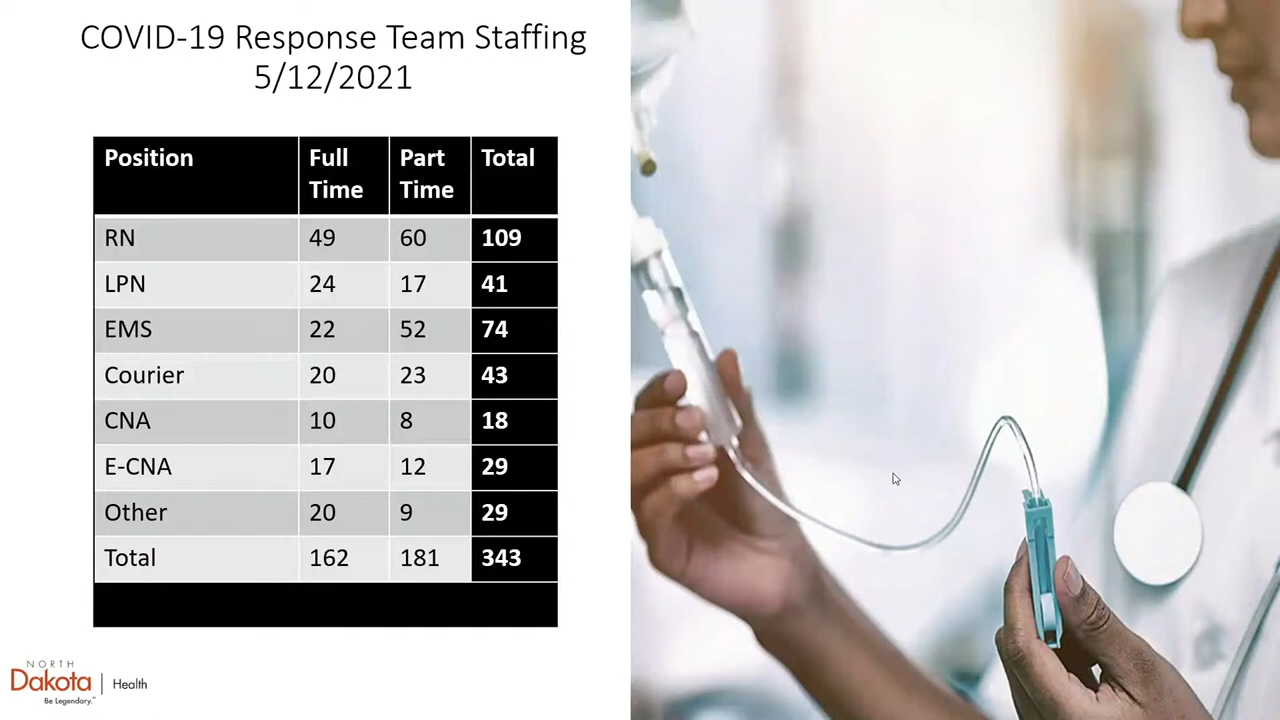 COVID-19 Response Team Staffing
5/12/2021
Position Full Time Part Time Total
RN 49 60 109
LPN 24 17 41
EMS 22 52 74
Courier 20 23 43
CNA 10 8 18
E-CNA 17 12 29
Other 20 9 29
Total 162 181 343
NORTH
Dakota | Health
Be Legendary.™